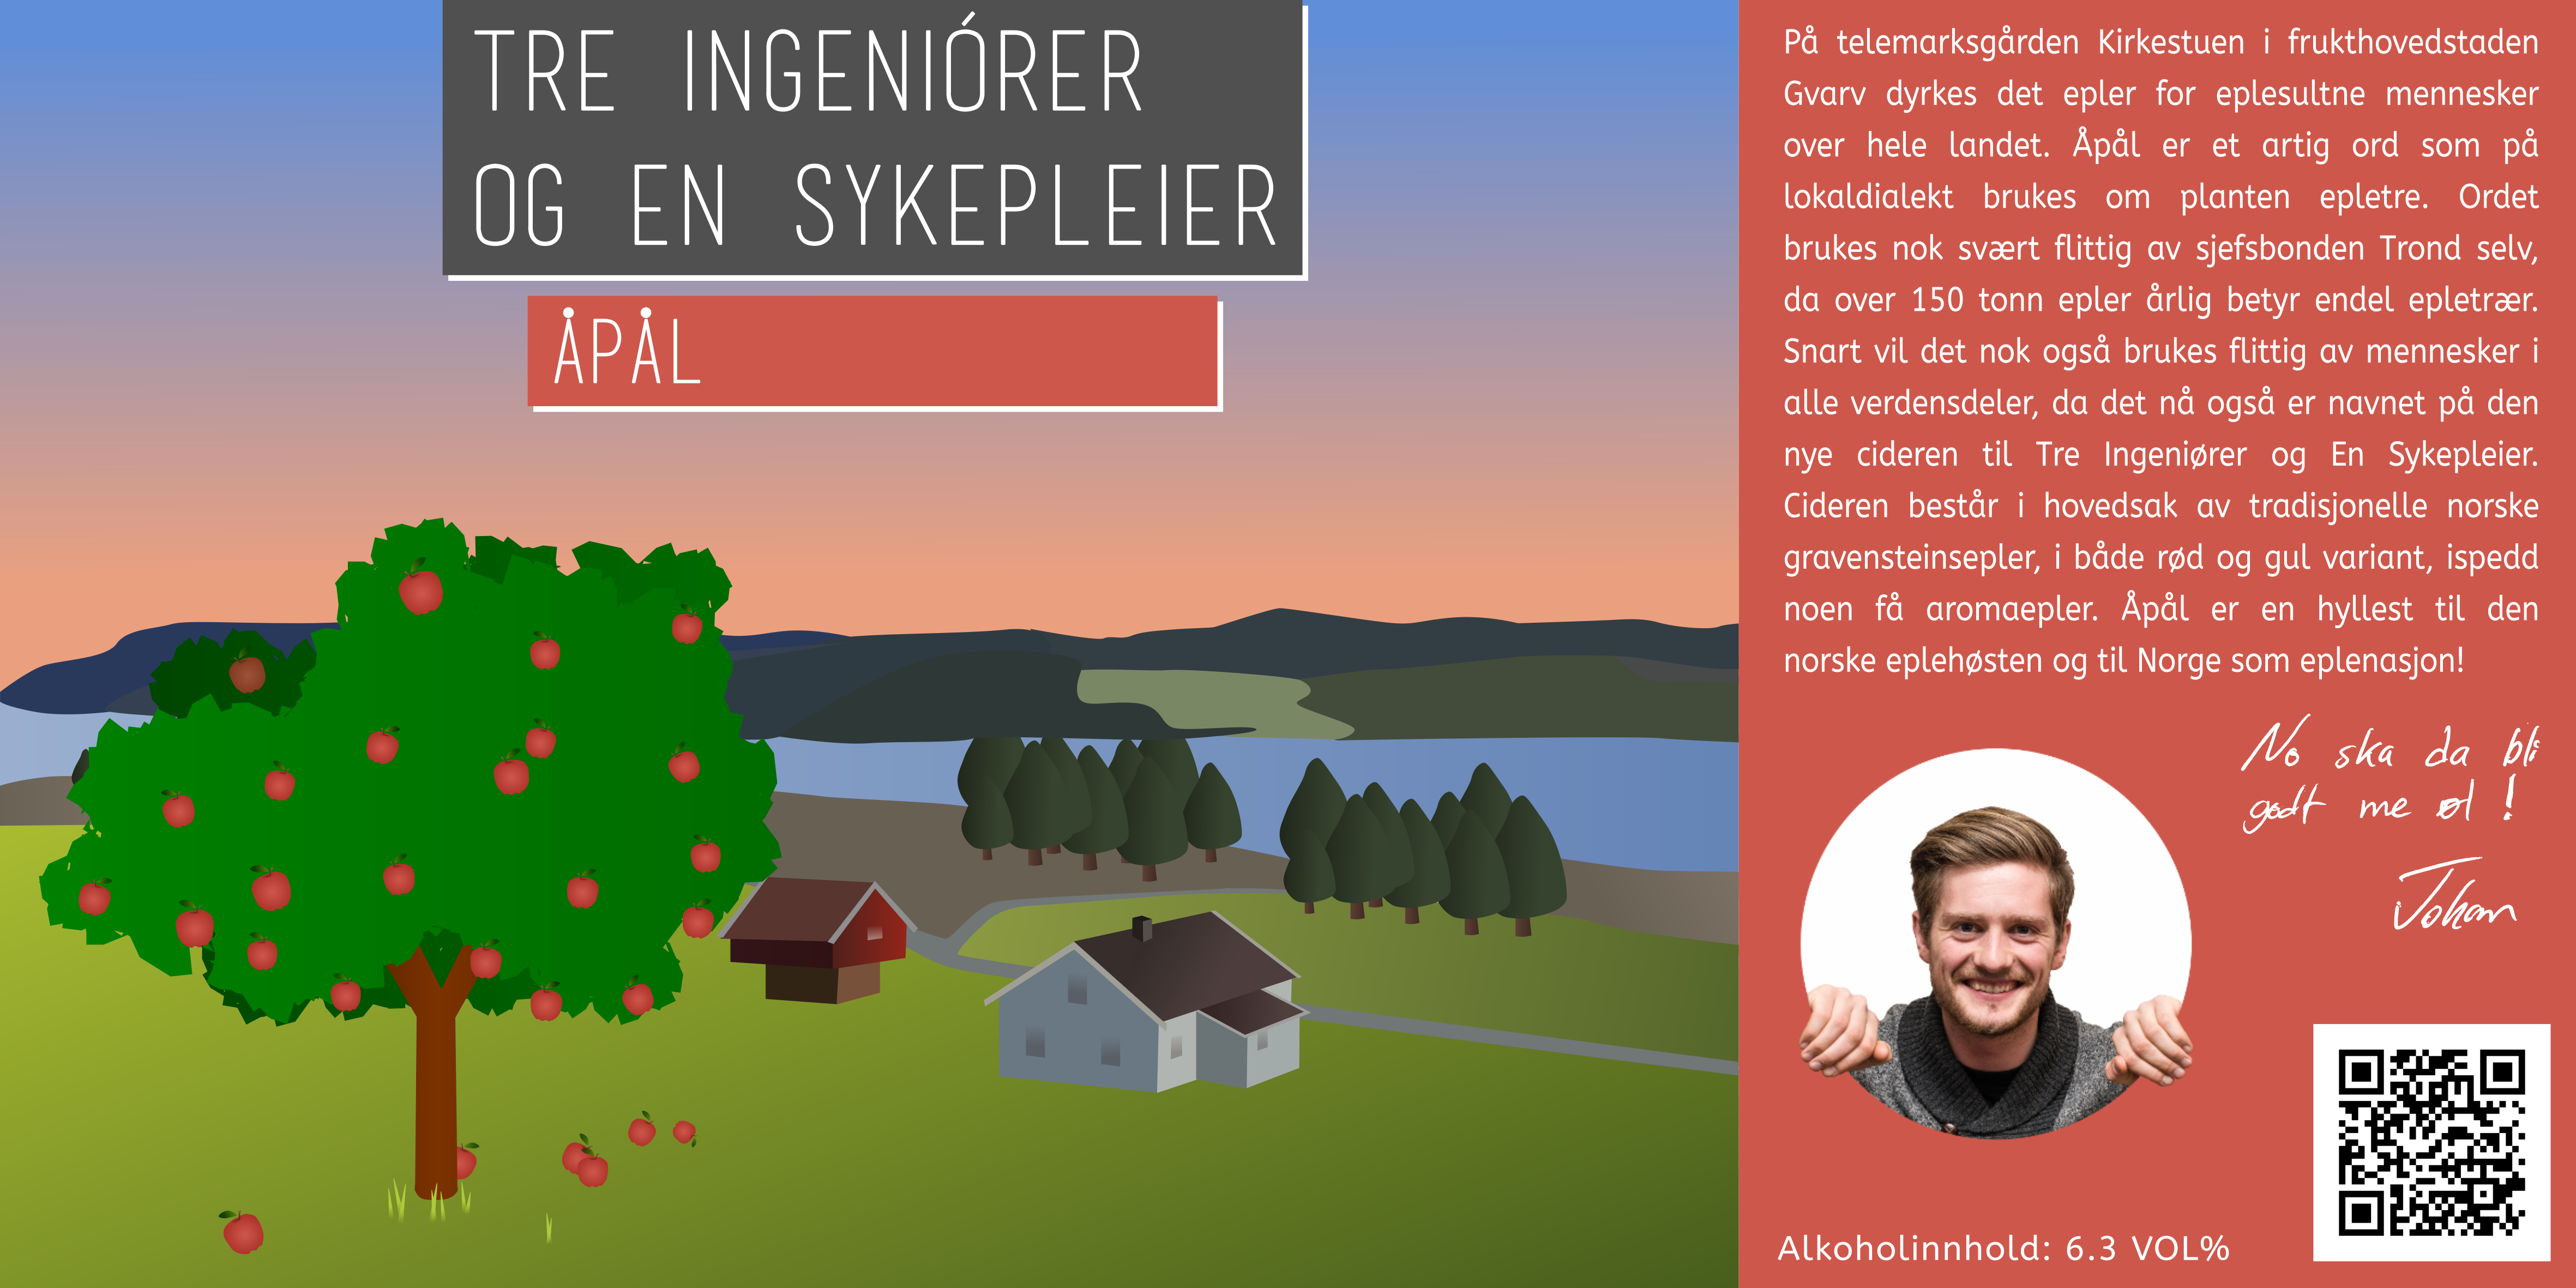 TRE INGENIÓRER
OG EN SYKEPLEIER
ÅPÅL
På telemarksgården Kirkestuen i frukthovedstaden
Gvarv dyrkes det epler for eplesultne mennesker
over hele landet. Åpål er et artig ord som på
lokaldialekt brukes om planten epletre. Ordet
brukes nok svært flittig av sjefsbonden Trond selv,
da over 150 tonn epler årlig betyr endel epletrær.
Snart vil det nok også brukes flittig av mennesker i
alle verdensdeler, da det nå også er navnet på den
nye cideren til Tre Ingeniører og En Sykepleier.
Cideren består i hovedsak av tradisjonelle norske
gravensteinsepler, i både rød og gul variant, ispedd
noen få aromaepler. Åpål er en hyllest til den
norske eplehøsten og til Norge som eplenasjon!
No ska da bli
godt me øl !
Johan
Alkoholinnhold: 6.3 VOL%